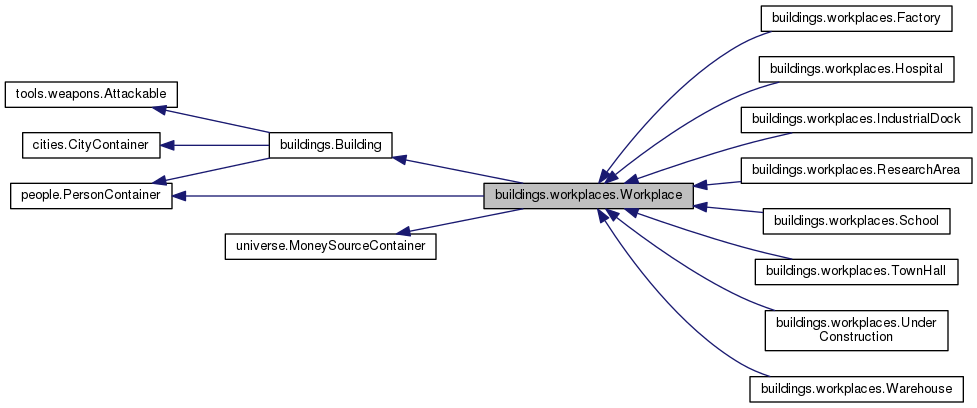 tools.weapons.Attackable
cities.CityContainer
people.PersonContainer
buildings.Building
universe.MoneySourceContainer
buildings.workplaces.Workplace
buildings.workplaces.Factory
buildings.workplaces.Hospital
buildings.workplaces.IndustrialDock
buildings.workplaces.ResearchArea
buildings.workplaces.School
buildings.workplaces.TownHall
buildings.workplaces.Under
Construction
buildings.workplaces.Warehouse